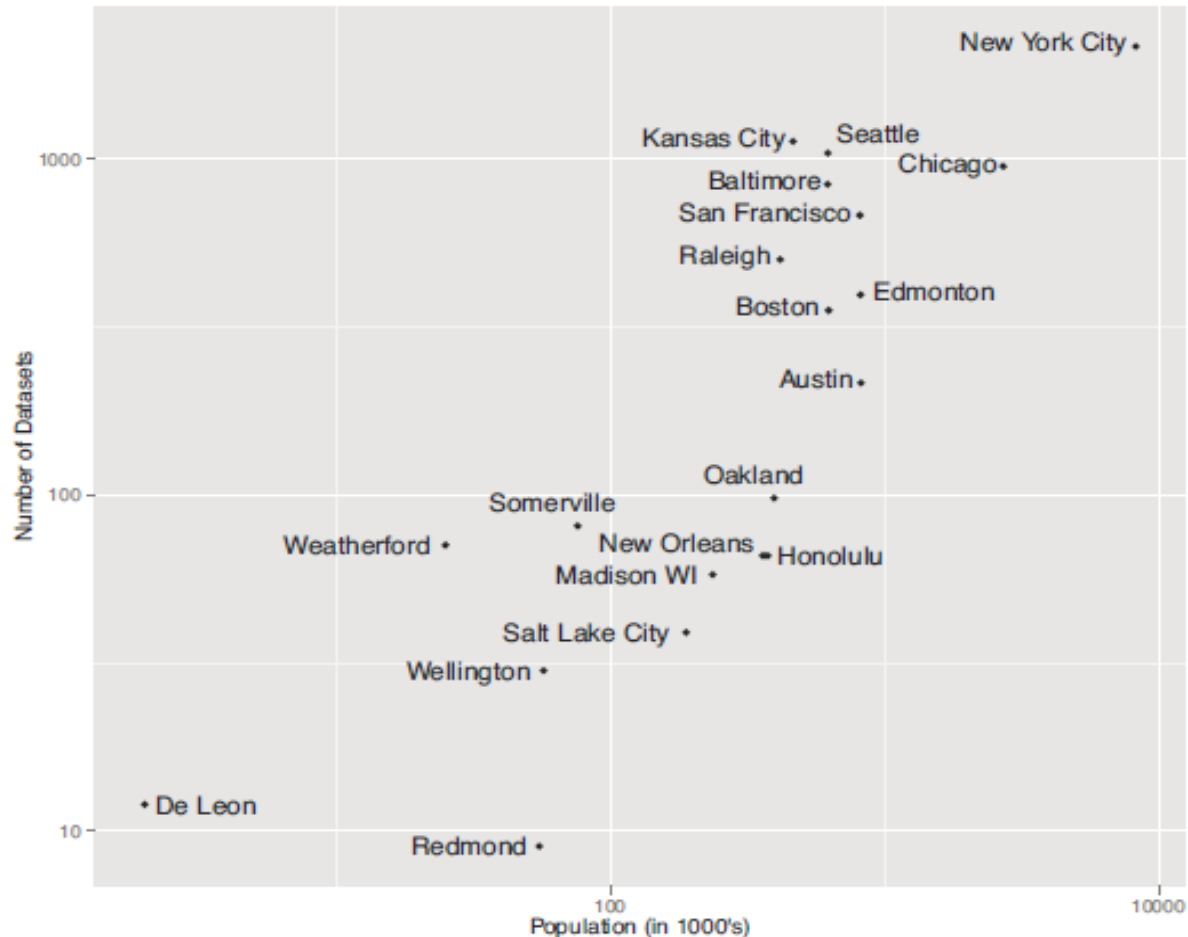 New York City
Seattle
Kansas City
1000
Chicago
Baltimore
San Francisco
Raleigh
Edmonton
Boston
Number of Datasets
Austin
Oakland
100
Somerville
New Orleans
Weatherford
Honolulu
Madison WI
Salt Lake City
Wellington
De Leon
10
Redmond
100
10000
Population (in 1000's)